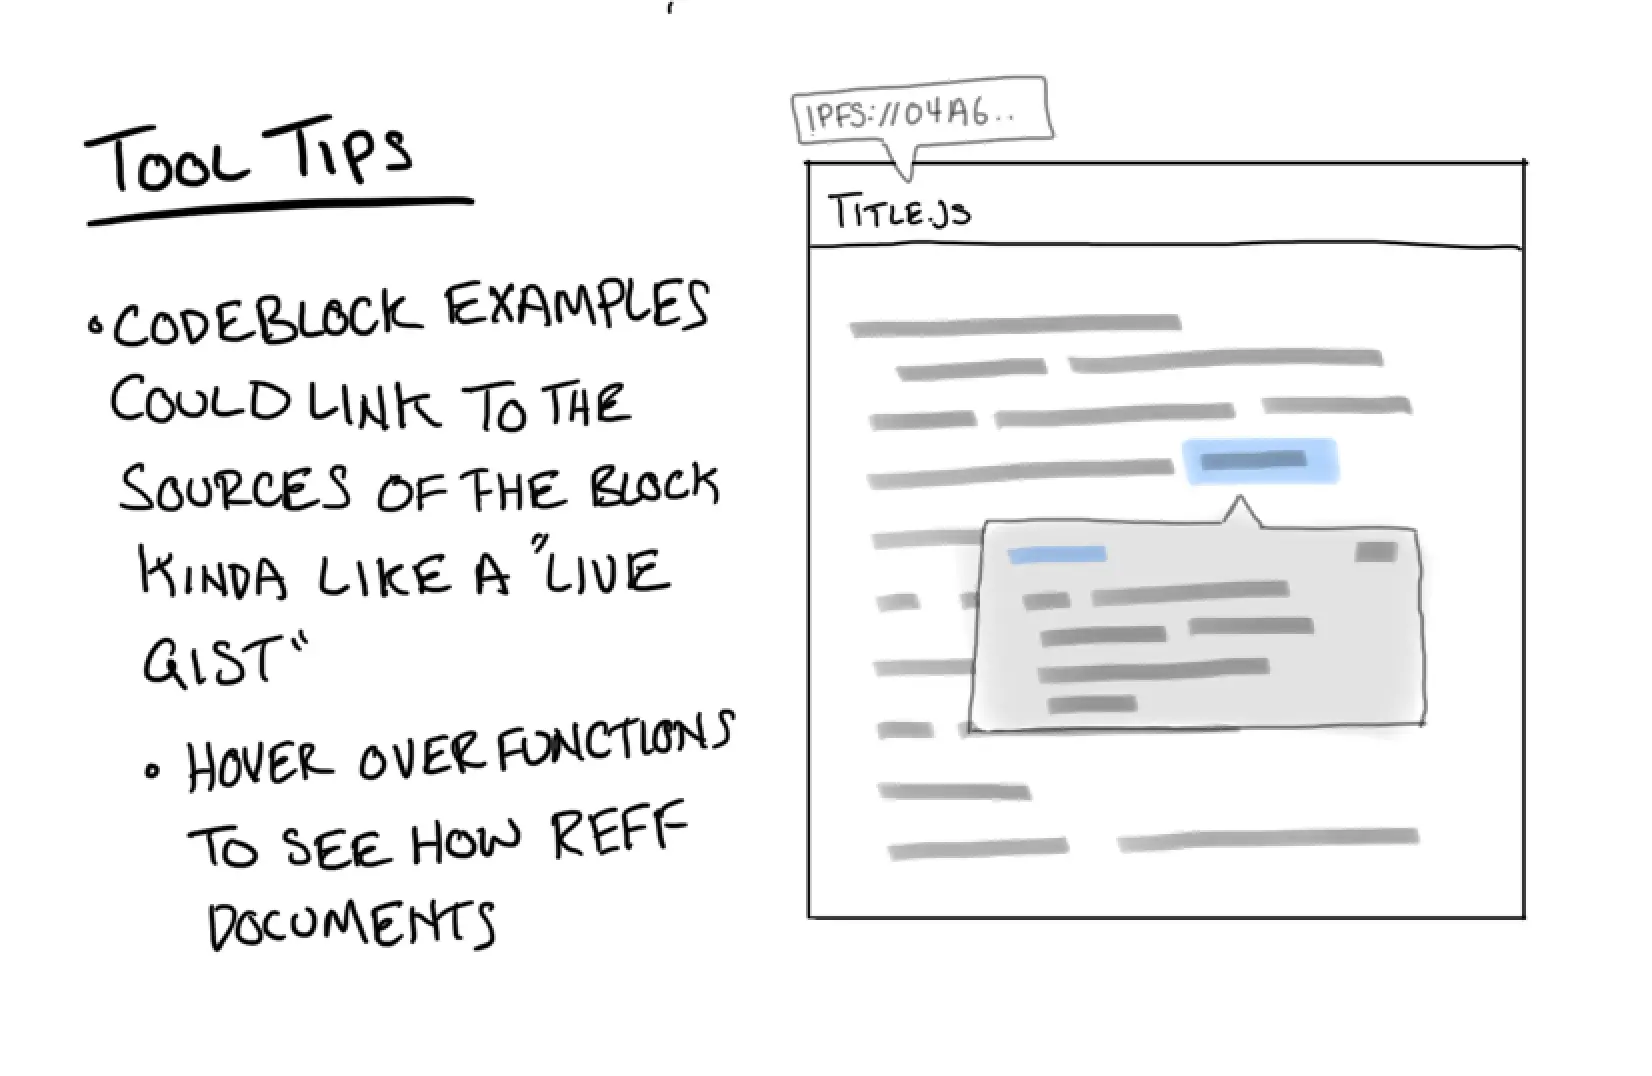 TOOL TIPS
• CODEBLOCK EXAMPLES
COULD LINK TO THE
SOURCES OF THE BLOCK
KINDA LIKE A "LIVE
GIST"
• HOVER OVER FUNCTIONS
TO SEE HOW REFF
DOCUMENTS
IPFS://04A6..
TITLE.JS